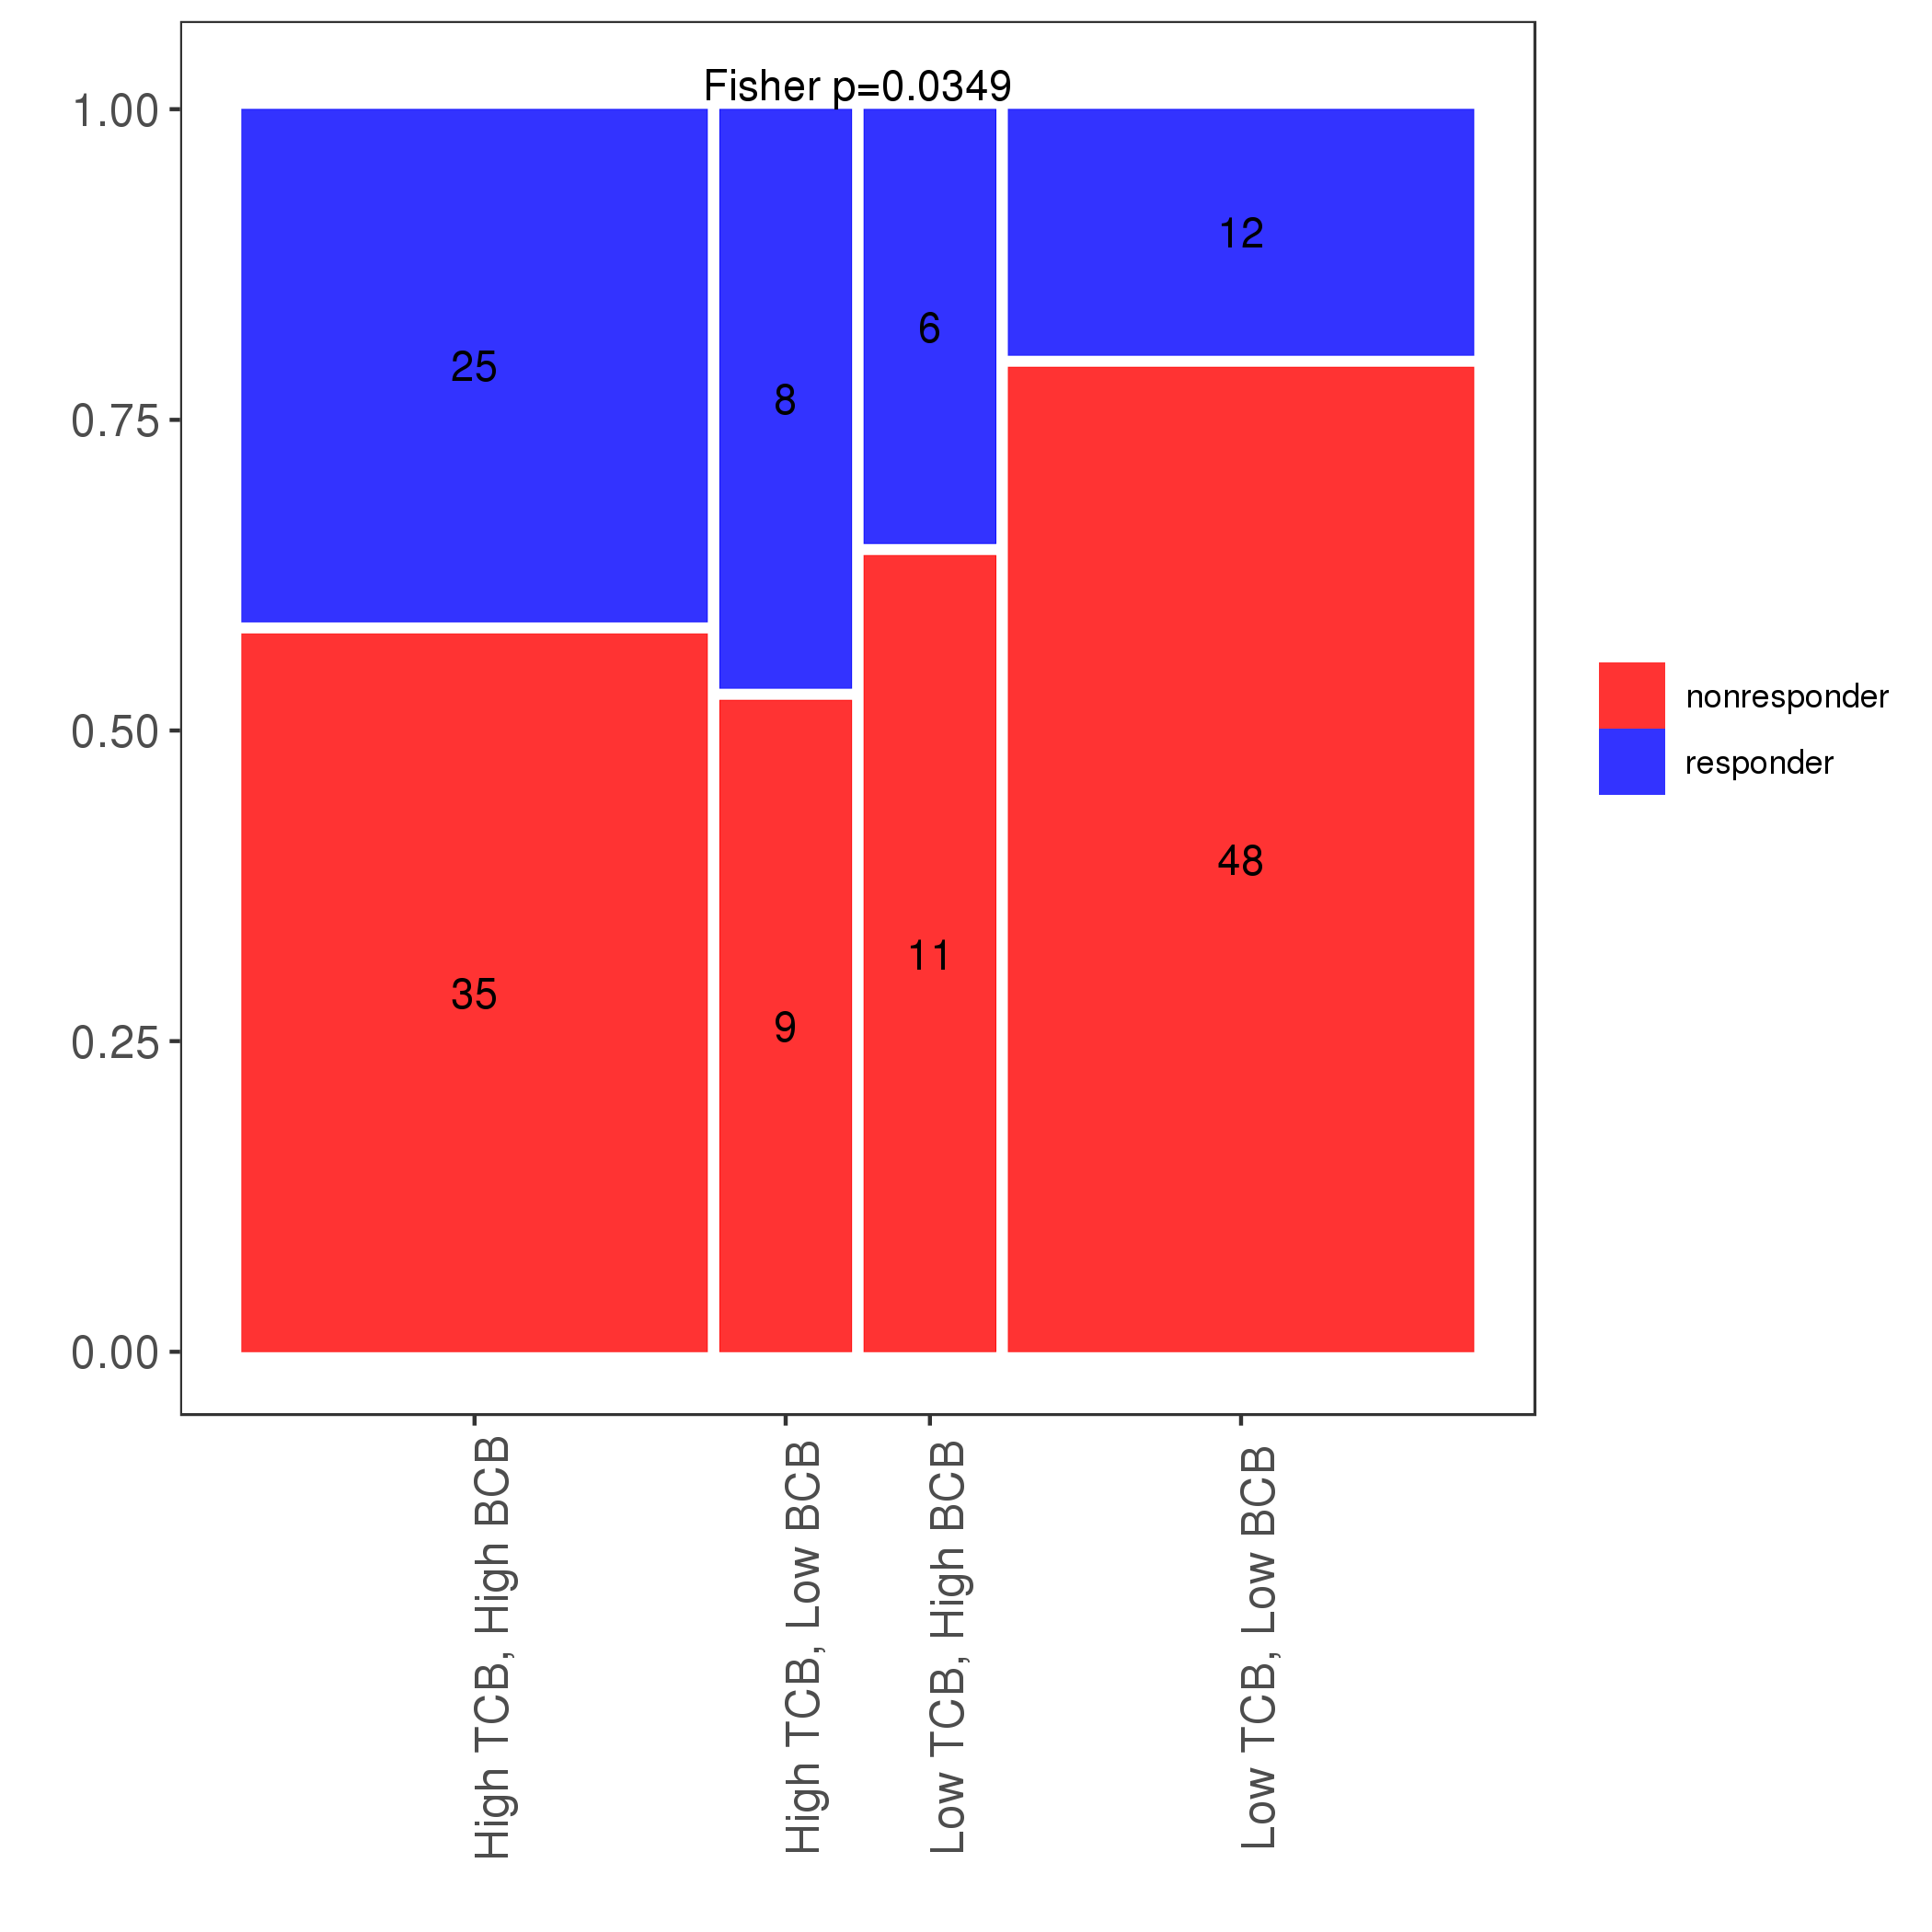 Fisher p=0.0349
1.00
0.75
0.50
0.25
0.00
25
8
6
12
35
9
11
48
nonresponder
responder
High TCB, High BCB
High TCB, Low BCB
Low TCB, High BCB
Low TCB, Low BCB